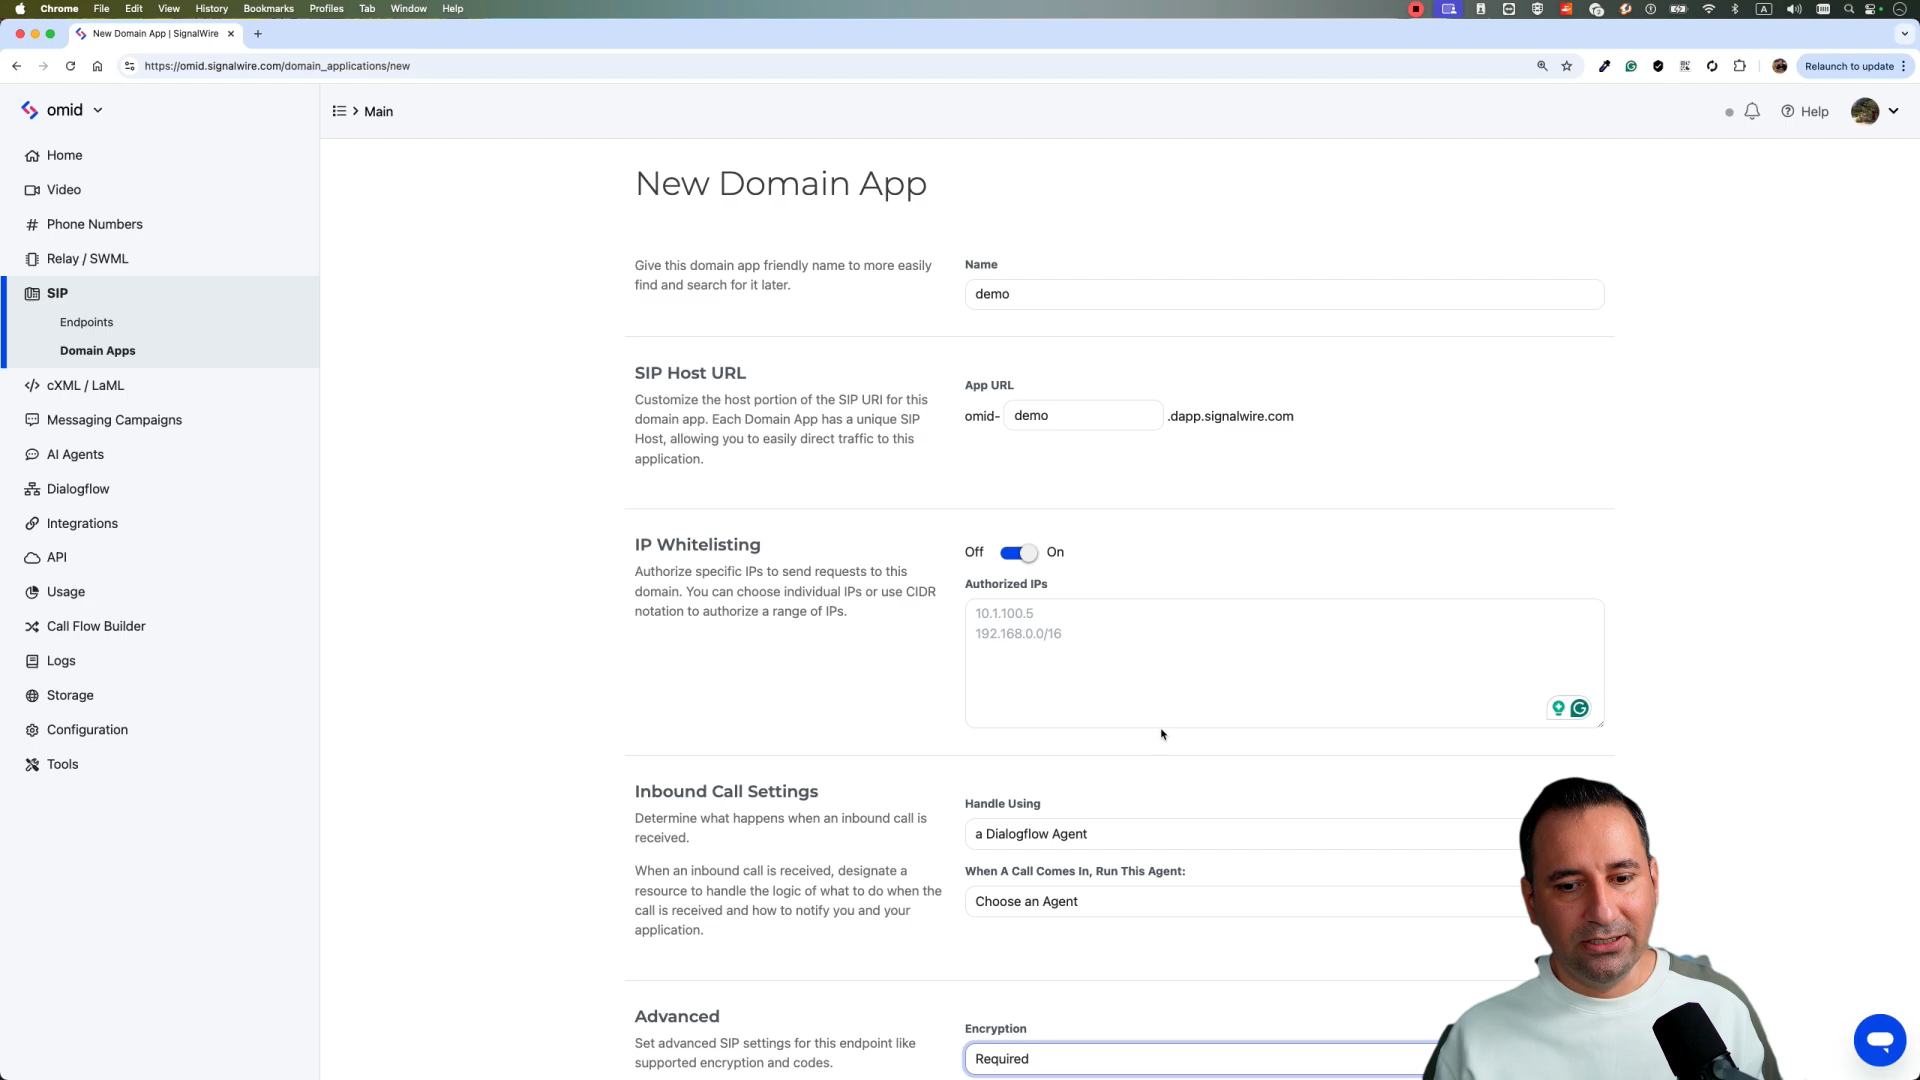 Chrome File Edit View History Bookmarks Profiles Tab Window Help
New Domain App | SignalWire
https://omid.signalwire.com/domain_applications/new
Relaunch to update
omid
Main
Help
Home
Video
Phone Numbers
Relay / SWML
SIP
Endpoints
Domain Apps
cXML / LaML
Messaging Campaigns
AI Agents
Dialogflow
Integrations
API
Usage
Call Flow Builder
Logs
Storage
Configuration
Tools
New Domain App
Give this domain app friendly name to more easily
find and search for it later.
Name
demo
SIP Host URL
Customize the host portion of the SIP URI for this
domain app. Each Domain App has a unique SIP
Host, allowing you to easily direct traffic to this
application.
App URL
omid- demo .dapp.signalwire.com
IP Whitelisting
Authorize specific IPs to send requests to this
domain. You can choose individual IPs or use CIDR
notation to authorize a range of IPs.
Off On
Authorized IPs
10.1.100.5
192.168.0.0/16
Inbound Call Settings
Determine what happens when an inbound call is
received.
When an inbound call is received, designate a
resource to handle the logic of what to do when the
call is received and how to notify you and your
application.
Handle Using
a Dialogflow Agent
When A Call Comes In, Run This Agent:
Choose an Agent
Advanced
Set advanced SIP settings for this endpoint like
supported encryption and codes.
Encryption
Required